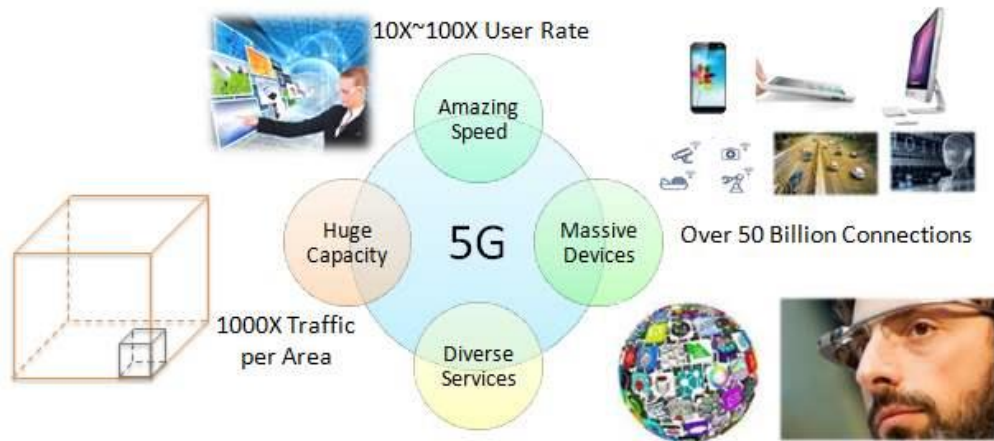 10X~100X User Rate
Amazing
Speed
Huge
Capacity
5G
Massive
Devices
Over 50 Billion Connections
1000X Traffic
per Area
Diverse
Services